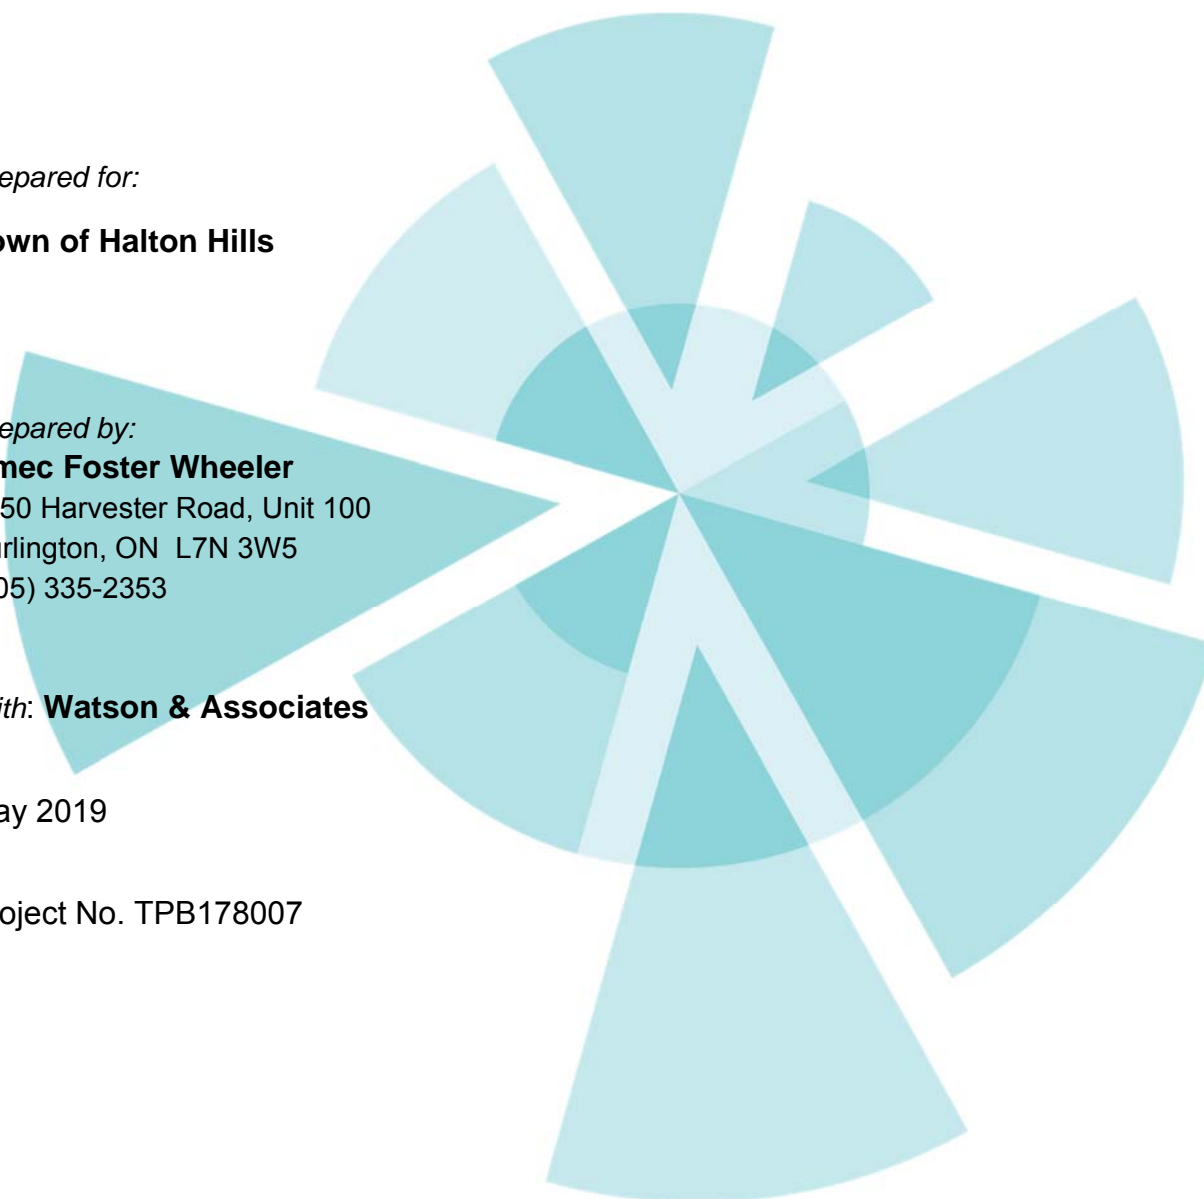 epared for:
own of Halton Hills
epared by:
mec Foster Wheeler
50 Harvester Road, Unit 100
urlington, ON L7N 3W5
05) 335-2353
ith: Watson & Associates
ay 2019
oject No. TPB178007